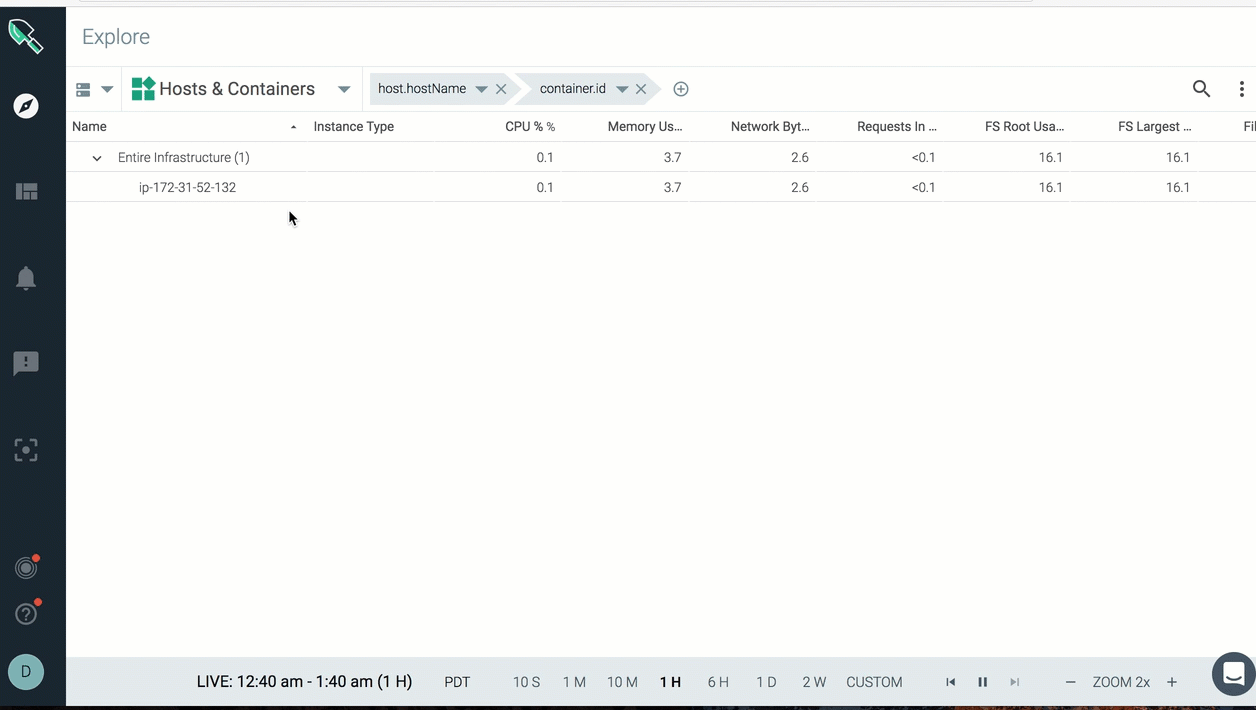 Explore
Hosts & Containers host.hostName container.id
Name Instance Type CPU % % Memory Us... Network Byt... Requests In ... FS Root Usa... FS Largest ... Fil
Entire Infrastructure (1) 0.1 3.7 2.6 <0.1 16.1 16.1
ip-172-31-52-132 0.1 3.7 2.6 <0.1 16.1 16.1
D
LIVE: 12:40 am - 1:40 am (1 H) PDT 10 S 1 M 10 M 1 H 6 H 1 D 2 W CUSTOM ZOOM 2x